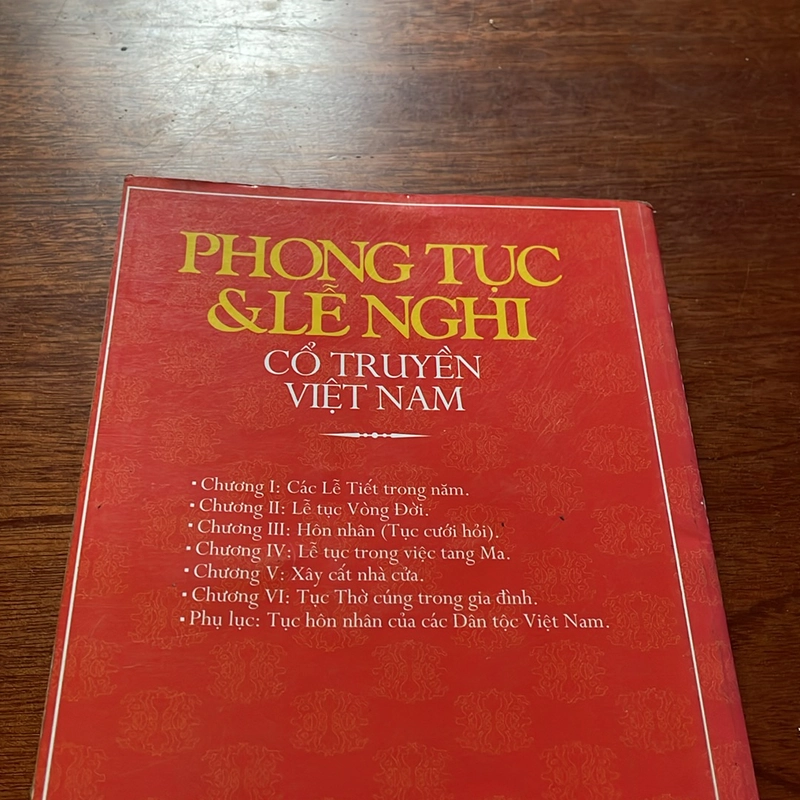 PHONG TỤC
&LỄ NGHI
CỔ TRUYỀN
VIỆT NAM
▪ Chương I: Các Lễ Tiết trong năm.
▪ Chương II: Lễ tục Vòng Đời.
▪ Chương III: Hôn nhân (Tục cưới hỏi).
▪ Chương IV: Lễ tục trong việc tang Ma.
▪ Chương V: Xây cất nhà cửa.
▪ Chương VI: Tục Thờ cúng trong gia đình.
▪ Phụ lục: Tục hôn nhân của các Dân tộc Việt Nam.